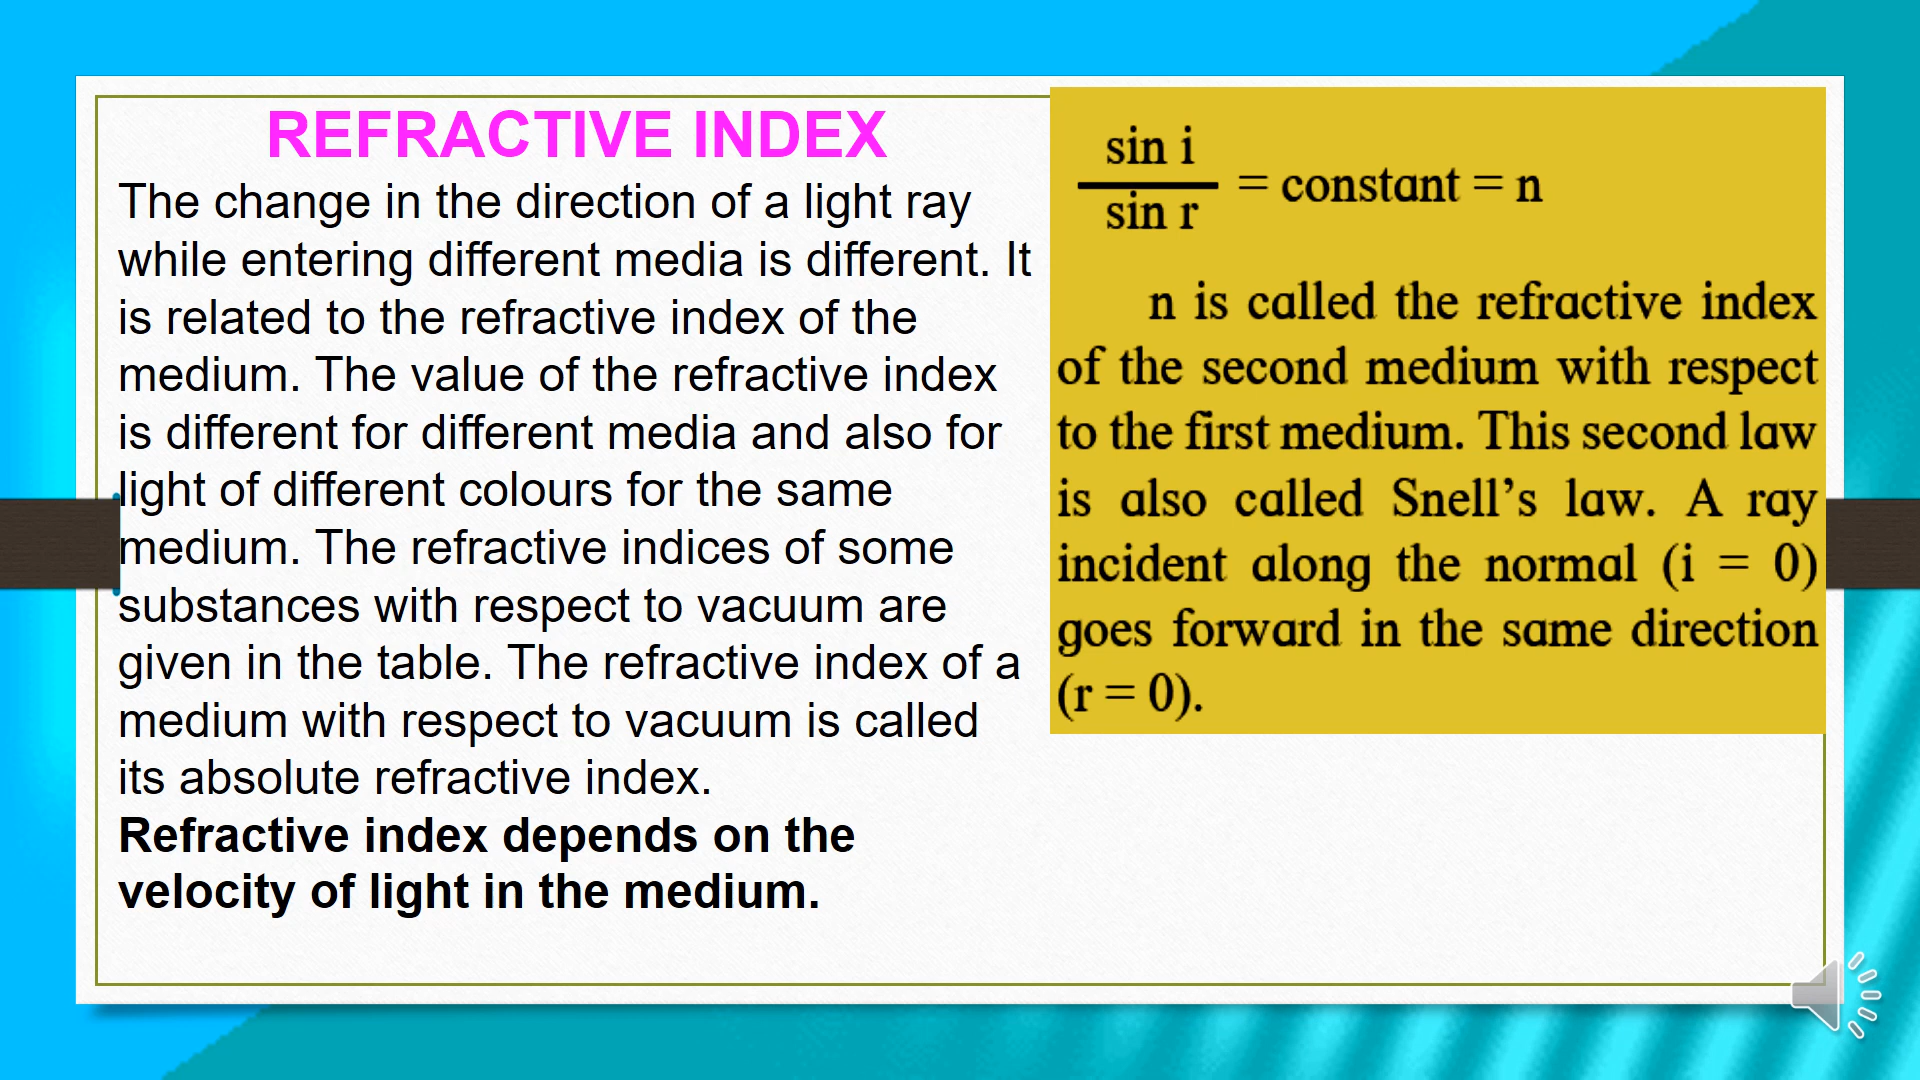 REFRACTIVE INDEX
The change in the direction of a light ray
while entering different media is different. It
is related to the refractive index of the
medium. The value of the refractive index
is different for different media and also for
light of different colours for the same
medium. The refractive indices of some
substances with respect to vacuum are
given in the table. The refractive index of a
medium with respect to vacuum is called
its absolute refractive index.
Refractive index depends on the
velocity of light in the medium.
sin i
sin r
= constant = n
n is called the refractive index
of the second medium with respect
to the first medium. This second law
is also called Snell’s law. A ray
incident along the normal (i = 0)
goes forward in the same direction
(r = 0).